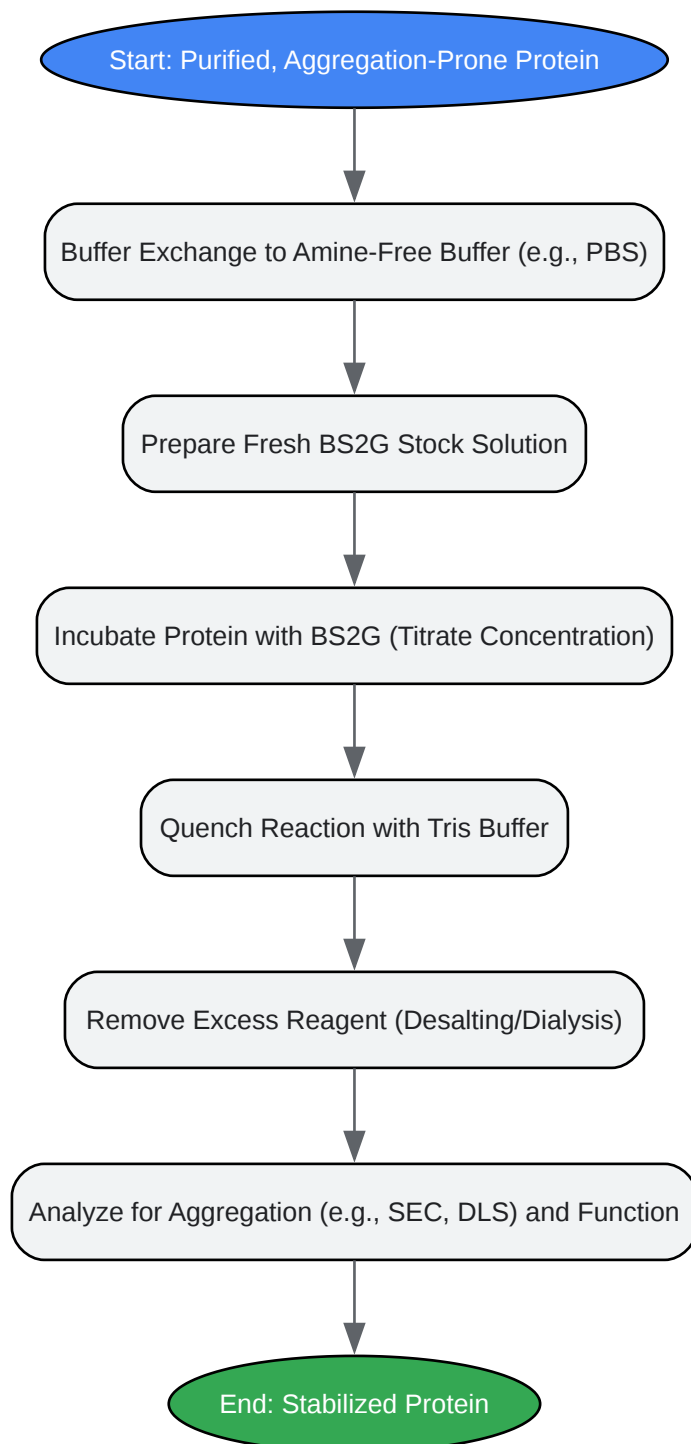 Start: Purified, Aggregation-Prone Protein
Buffer Exchange to Amine-Free Buffer (e.g., PBS)
Prepare Fresh BS2G Stock Solution
Incubate Protein with BS2G (Titrate Concentration)
Quench Reaction with Tris Buffer
Remove Excess Reagent (Desalting/Dialysis)
Analyze for Aggregation (e.g., SEC, DLS) and Function
End: Stabilized Protein